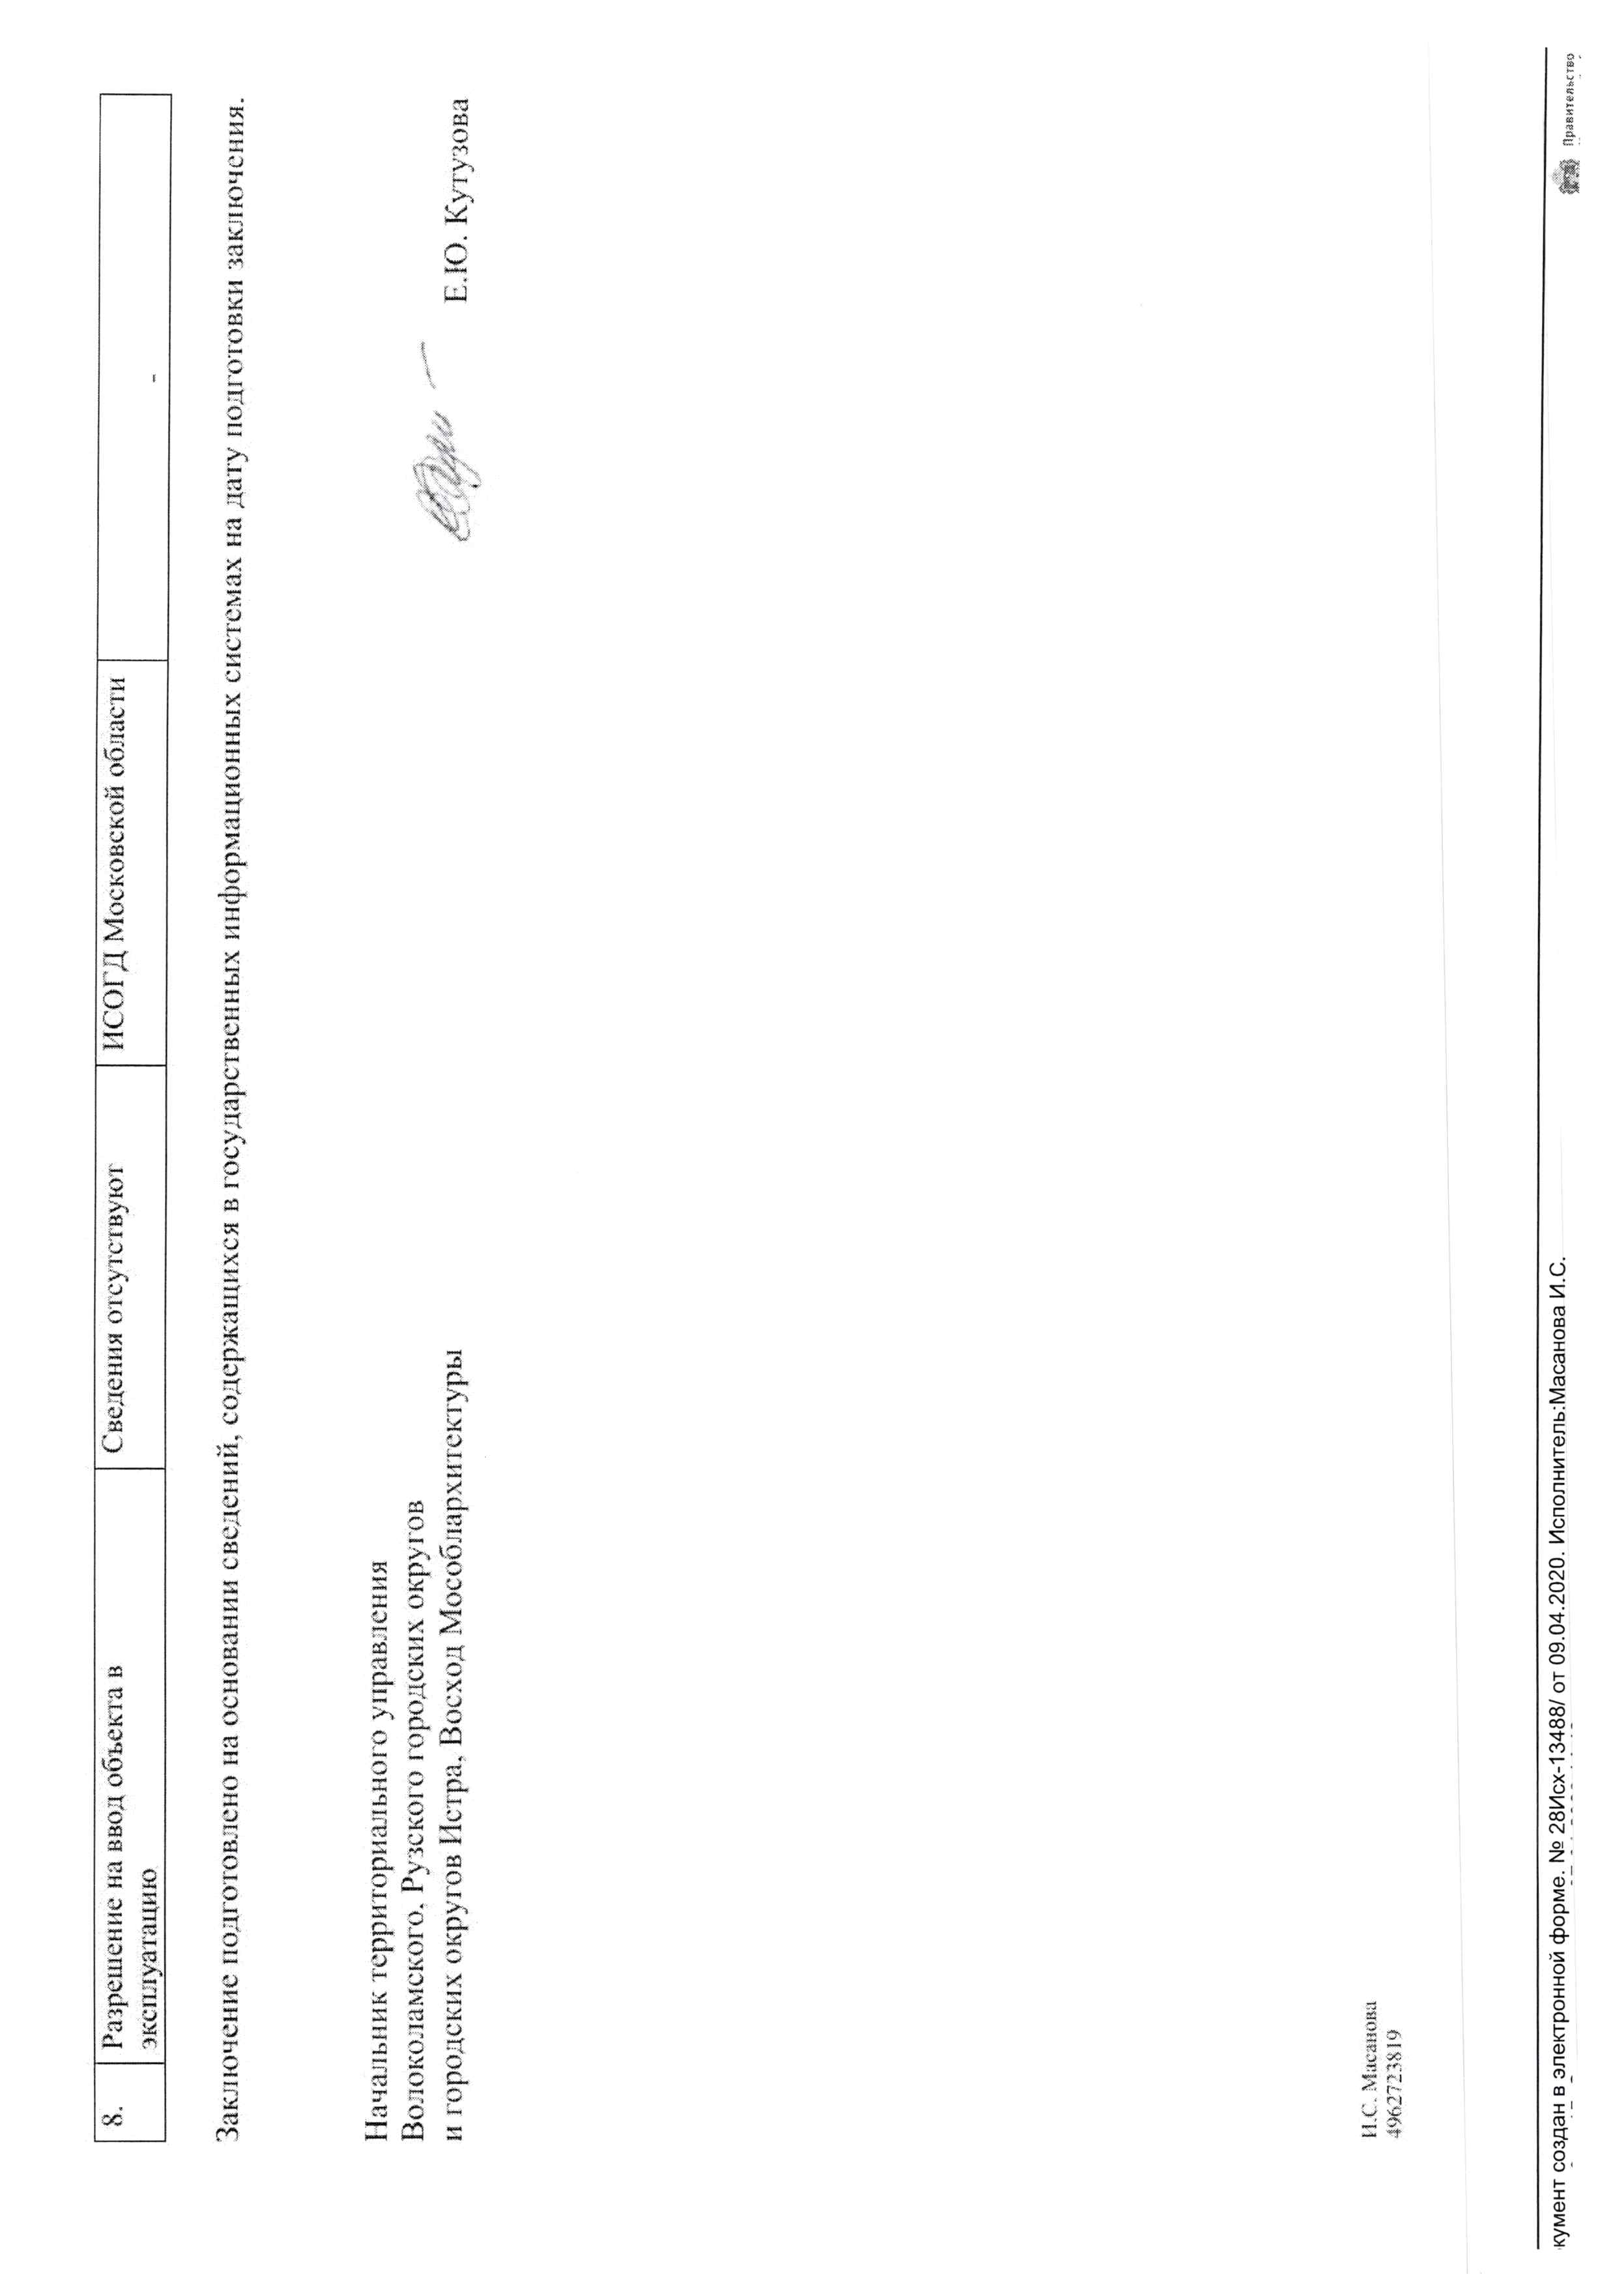 8. Разрешение на ввод объекта в Сведения отсутствуют ИСОГД Московской области -
эксплуатацию
Заключение подготовлено на основании сведений, содержащихся в государственных информационных системах на дату подготовки заключения.
Начальник территориального управления
Волоколамского, Рузского городских округов
и городских округов Истра, Восход Мособлархитектуры Е.Ю. Кутузова
И.С. Масанова
4962723819
кумент создан в электронной форме. № 28Исх-13488/ от 09.04.2020. Исполнитель:Масанова И.С.
Правительство